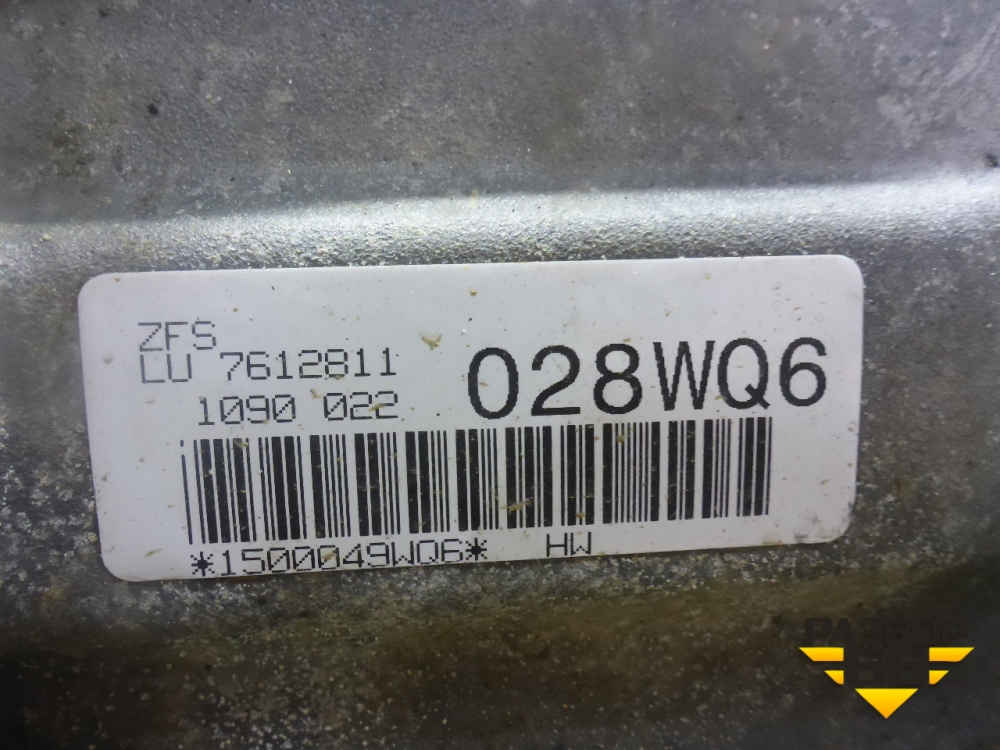 ZFS
LU 7612811
1090 022
028WQ6
*1500049WQ6* HW